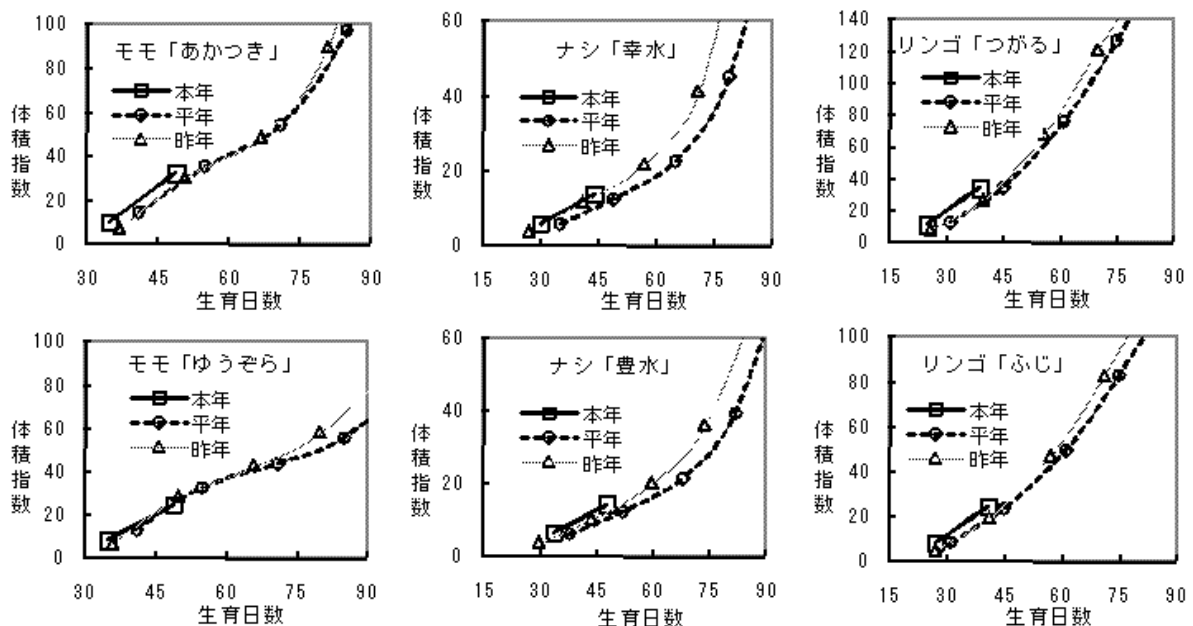 モモ「あかつき」
本年
平年
昨年
体積指数
100
80
60
40
20
0
30 45 60 75 90
生育日数
ナシ「幸水」
本年
平年
昨年
体積指数
60
40
20
0
15 30 45 60 75 90
生育日数
リンゴ「つがる」
本年
平年
昨年
体積指数
140
120
100
80
60
40
20
0
15 30 45 60 75 90
生育日数
モモ「ゆうぞら」
本年
平年
昨年
体積指数
100
80
60
40
20
0
30 45 60 75 90
生育日数
ナシ「豊水」
本年
平年
昨年
体積指数
60
40
20
0
15 30 45 60 75 90
生育日数
リンゴ「ふじ」
本年
平年
昨年
体積指数
100
80
60
40
20
0
15 30 45 60 75 90
生育日数